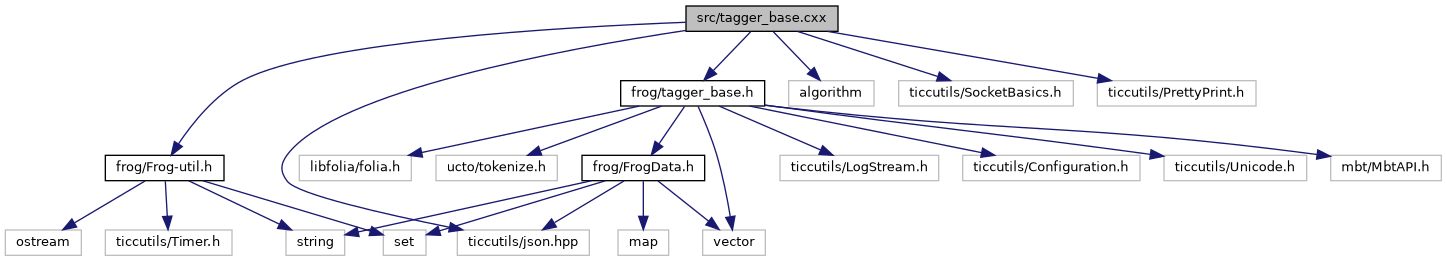 src/tagger_base.cxx
frog/tagger_base.h
algorithm
ticcutils/SocketBasics.h
ticcutils/PrettyPrint.h
frog/Frog-util.h
libfolia/folia.h
ucto/tokenize.h
frog/FrogData.h
ticcutils/LogStream.h
ticcutils/Configuration.h
ticcutils/Unicode.h
mbt/MbtAPI.h
ostream
ticcutils/Timer.h
string
set
ticcutils/json.hpp
map
vector